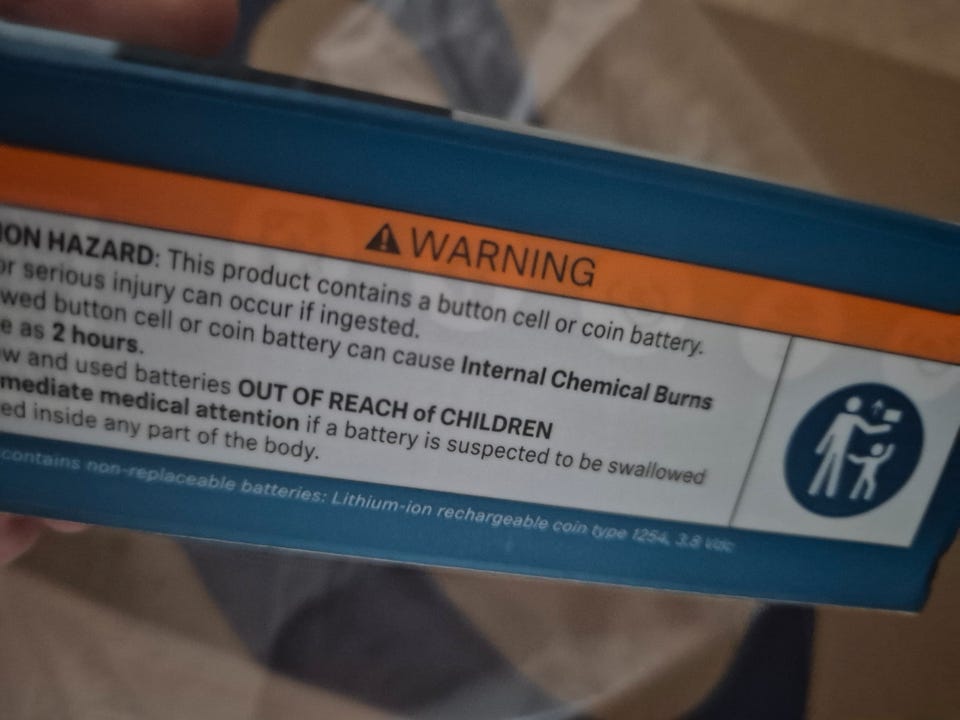 WARNING
ION HAZARD: This product contains a button cell or coin battery.
or serious injury can occur if ingested.
wed button cell or coin battery can cause Internal Chemical Burns
e as 2 hours.
w and used batteries OUT OF REACH of CHILDREN
mediate medical attention if a battery is suspected to be swallowed
ed inside any part of the body.
contains non-replaceable batteries: Lithium-ion rechargeable coin type 1254, 3.8 Vdc